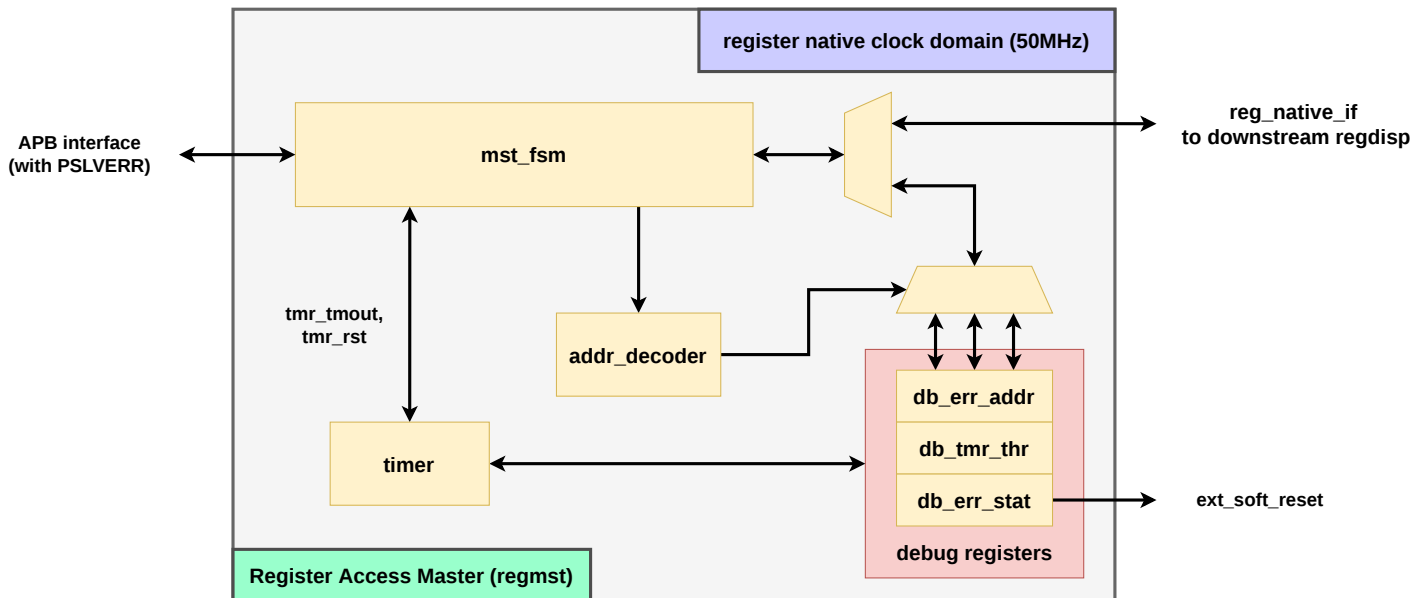 register native clock domain (50MHz)
APB interface
(with PSLVERR)
mst_fsm
reg_native_if
to downstream regdisp
tmr_tmout,
tmr_rst
addr_decoder
timer
db_err_addr
db_tmr_thr
db_err_stat
debug registers
ext_soft_reset
Register Access Master (regmst)